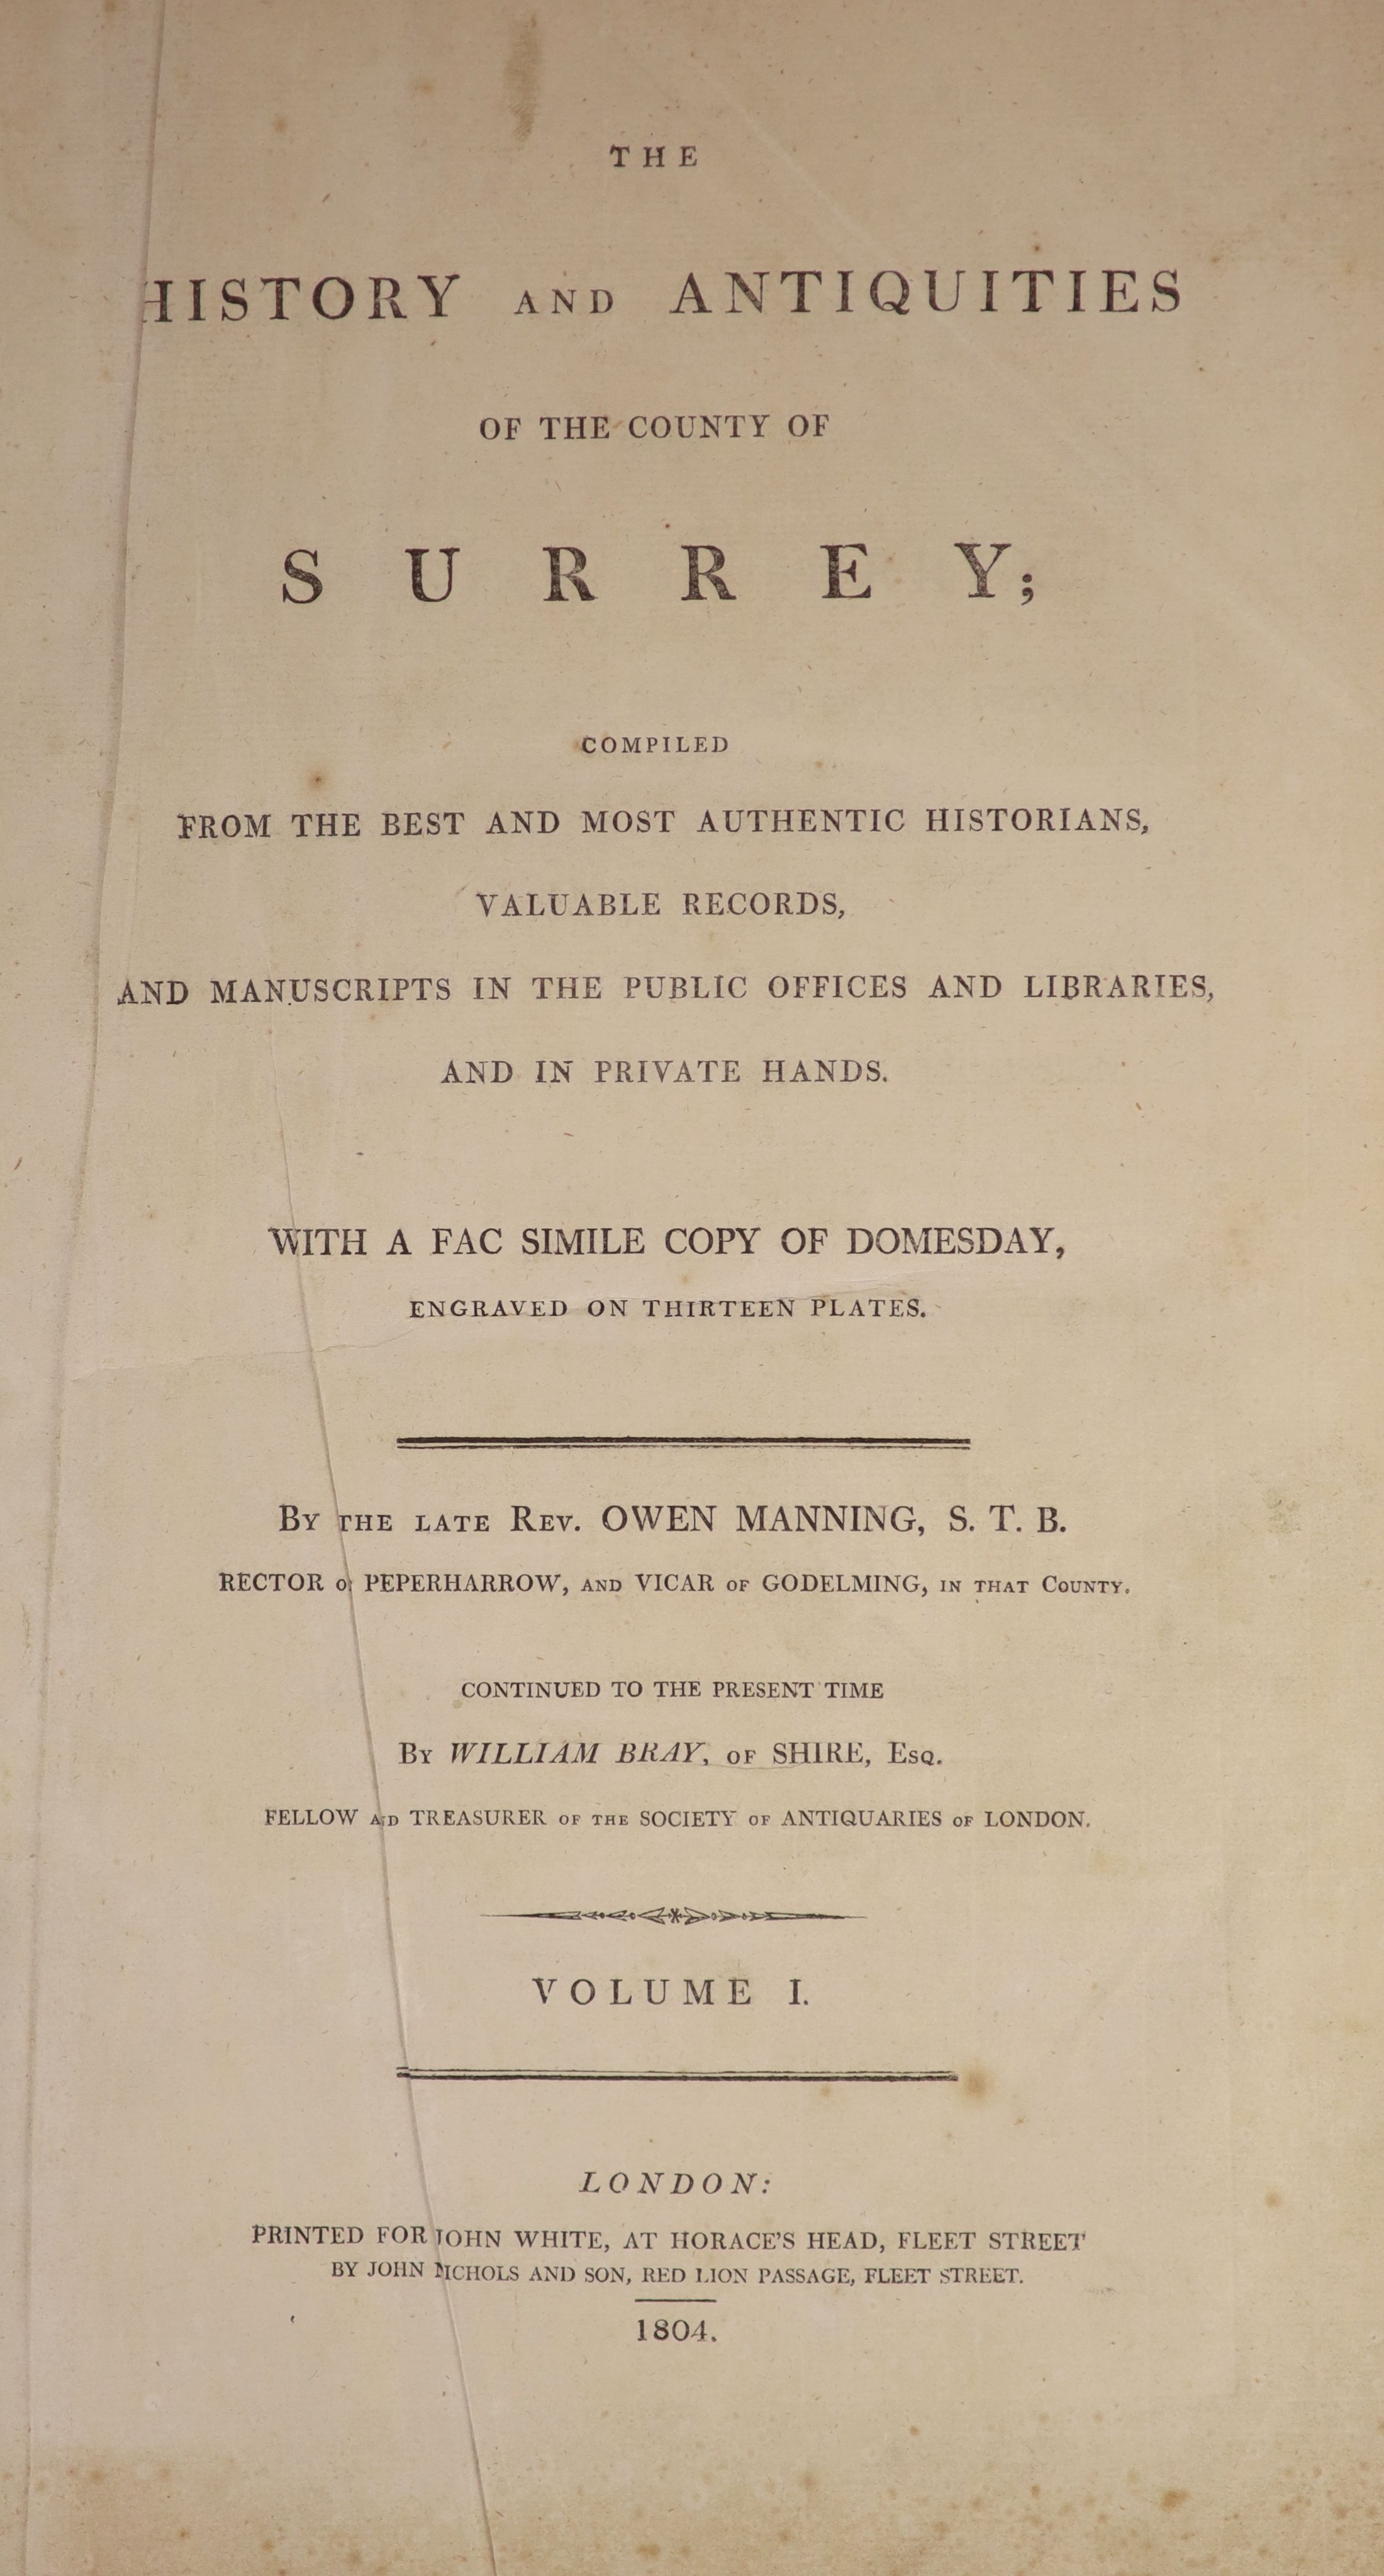 THE
HISTORY AND ANTIQUITIES
OF THE COUNTY OF
SURREY;
COMPILED
FROM THE BEST AND MOST AUTHENTIC HISTORIANS,
VALUABLE RECORDS,
AND MANUSCRIPTS IN THE PUBLIC OFFICES AND LIBRARIES,
AND IN PRIVATE HANDS.
WITH A FAC SIMILE COPY OF DOMESDAY,
ENGRAVED ON THIRTEEN PLATES.
BY THE LATE REV. OWEN MANNING, S. T. B.
RECTOR OF PEPERHARROW, AND VICAR OF GODELMING, IN THAT COUNTY.
CONTINUED TO THE PRESENT TIME
BY WILLIAM BRAY, OF SHIRE, ESQ.
FELLOW AND TREASURER OF THE SOCIETY OF ANTIQUARIES OF LONDON.
VOLUME I.
LONDON:
PRINTED FOR JOHN WHITE, AT HORACE'S HEAD, FLEET STREET
BY JOHN NICHOLS AND SON, RED LION PASSAGE, FLEET STREET.
1804.